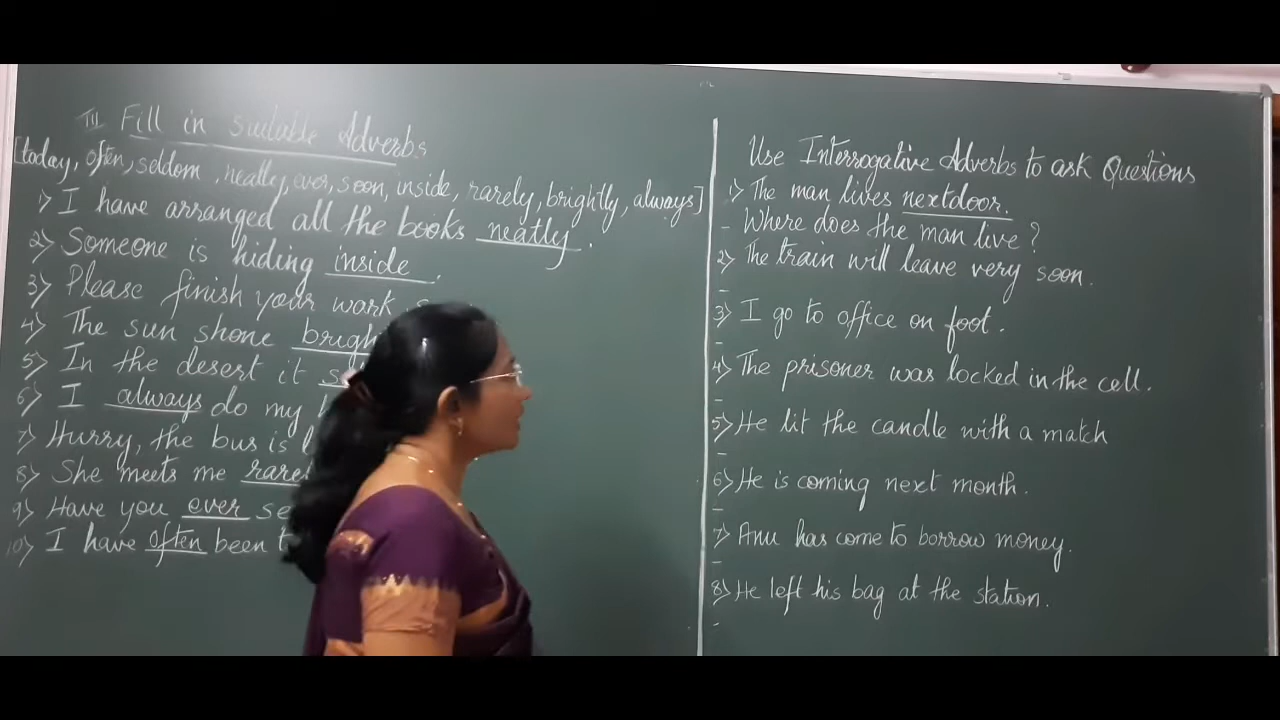 III Fill in suitable Adverbs
[today, often, seldom, neatly, ever, soon, inside, rarely, brightly, always]
1) I have arranged all the books neatly.
2) Someone is hiding inside.
3) Please finish your work
4) The sun shone
5) In the desert it
6) I always do my
7) Hurry, the bus is
8) She meets me
9) Have you ever
10) I have often been
Use Interrogative Adverbs to ask Questions
1) The man lives nextdoor.
- Where does the man live?
2) The train will leave very soon.
-
3) I go to office on foot.
-
4) The prisoner was locked in the cell.
-
5) He lit the candle with a match
-
6) He is coming next month.
-
7) Anu has come to borrow money.
-
8) He left his bag at the station.
-